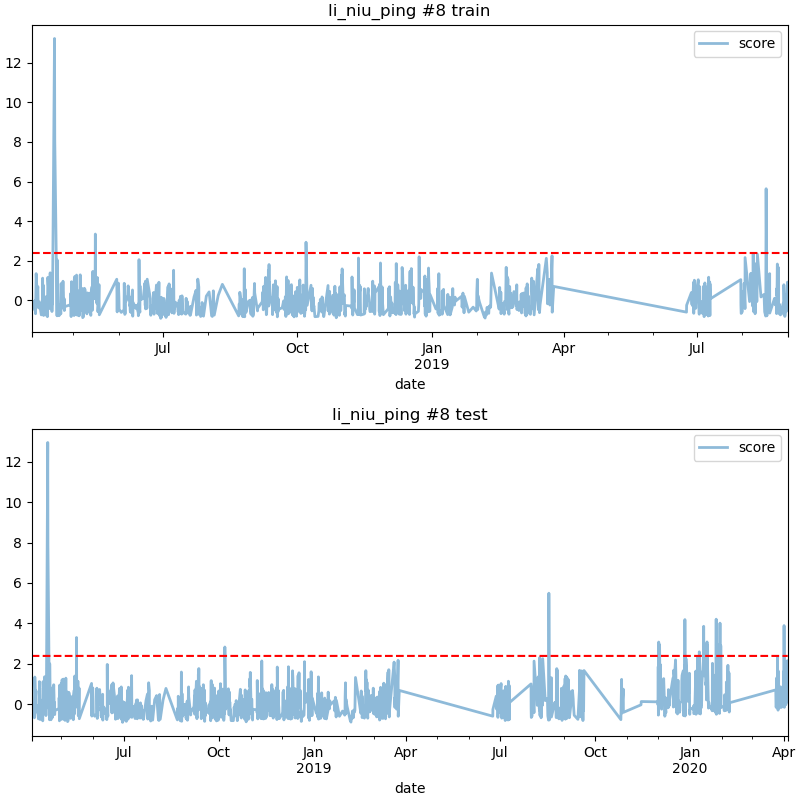 li_niu_ping #8 train
score
12
10
8
6
4
2
0
Jul Oct Jan Apr Jul
2019
date
li_niu_ping #8 test
score
12
10
8
6
4
2
0
Jul Oct Jan Apr Jul Oct Jan Apr
2019 2020
date